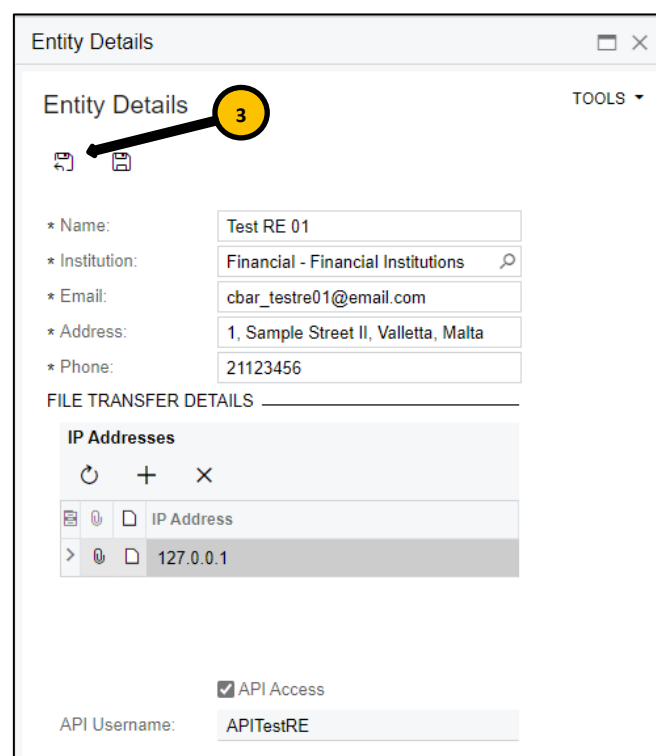 Entity Details
Entity Details
TOOLS
3
* Name: Test RE 01
* Institution: Financial - Financial Institutions
* Email: cbar_testre01@email.com
* Address: 1, Sample Street II, Valletta, Malta
* Phone: 21123456
FILE TRANSFER DETAILS
IP Addresses
IP Address
127.0.0.1
API Access
API Username: APITestRE